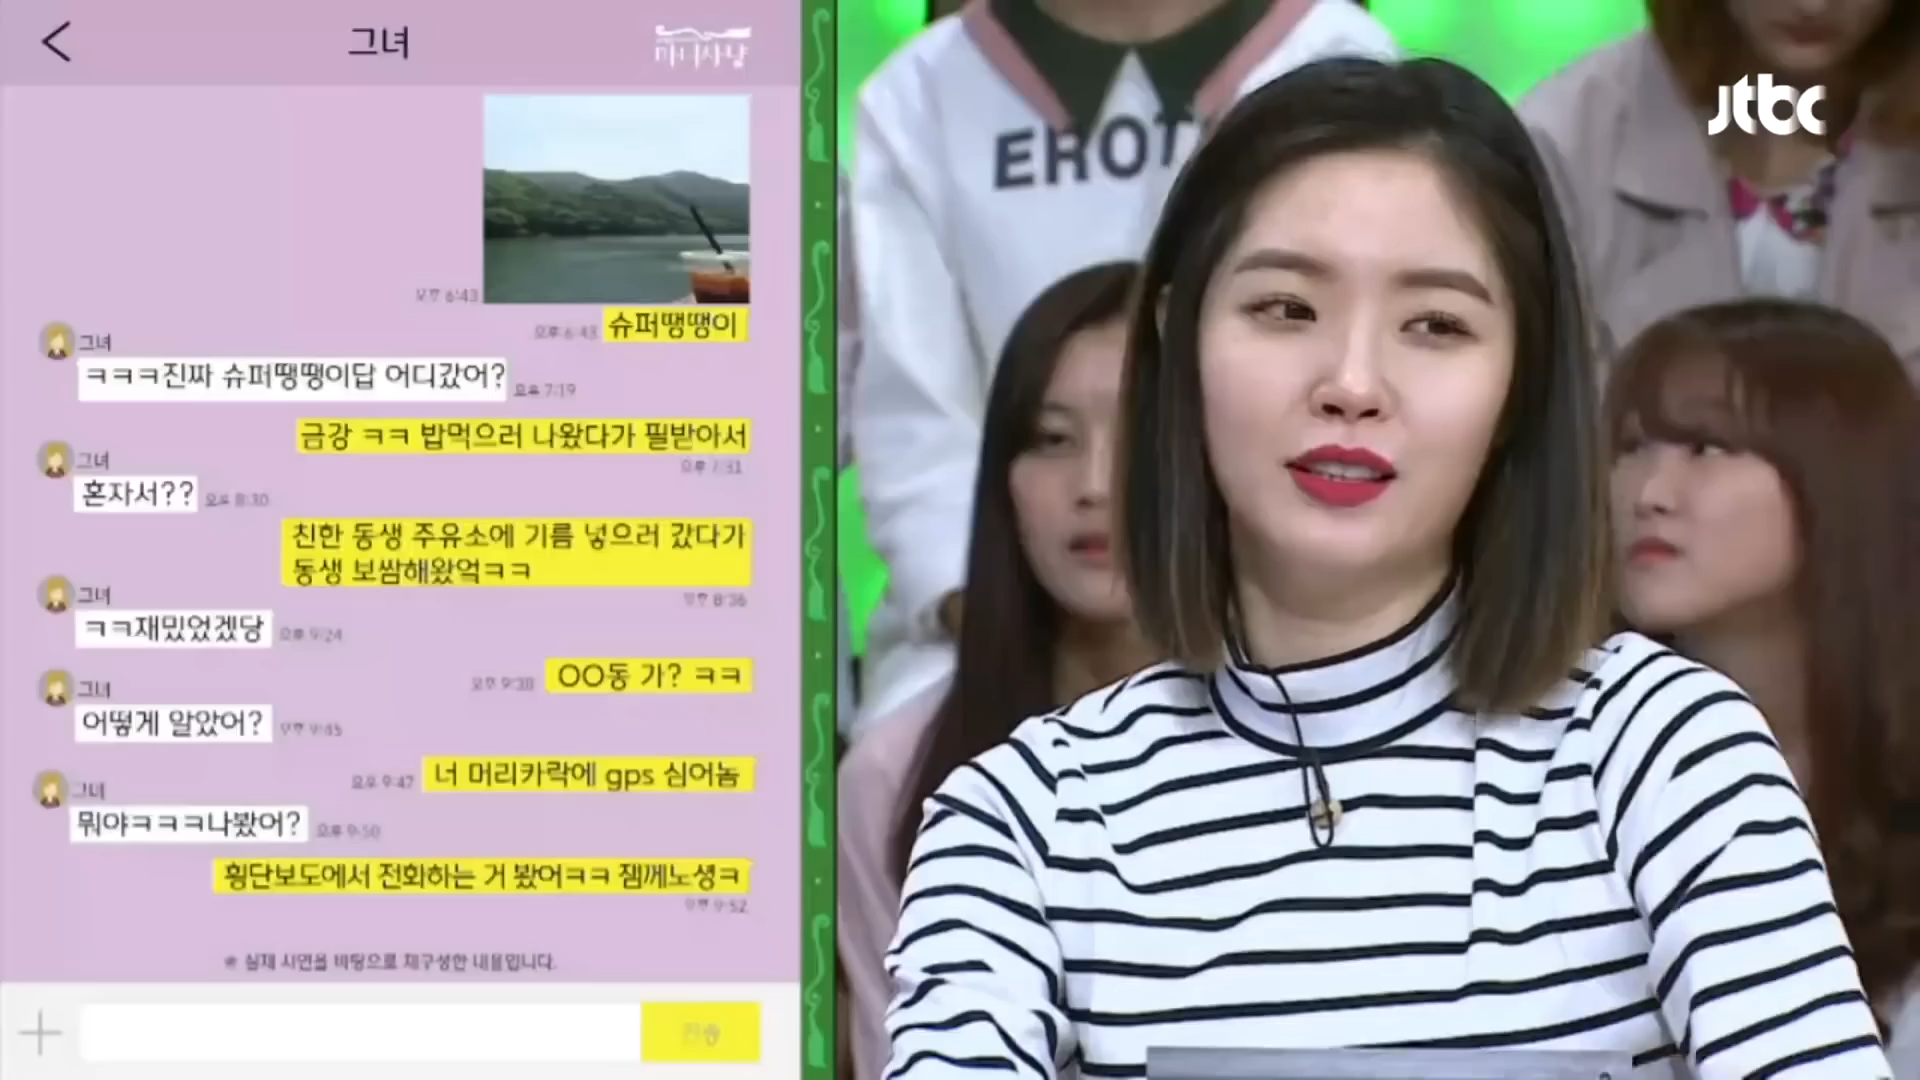 그녀
마녀사냥
jtbc
EROT
오후 6:43
오후 6:43 슈퍼땡땡이
그녀
ㅋㅋㅋ진짜 슈퍼땡땡이답 어디갔어? 오후 7:19
금강 ㅋㅋ 밥먹으러 나왔다가 필받아서
오후 7:31
그녀
혼자서?? 오후 8:30
친한 동생 주유소에 기름 넣으러 갔다가
동생 보쌈해왔엌ㅋㅋ
오후 8:36
그녀
ㅋㅋ재밌었겠당 오후 9:24
오후 9:38 OO동 가? ㅋㅋ
그녀
어떻게 알았어? 오후 9:45
오후 9:47 너 머리카락에 gps 심어놈
그녀
뭐야ㅋㅋㅋ나봤어? 오후 9:50
횡단보도에서 전화하는 거 봤어ㅋㅋ 잼께노셩ㅋ
오후 9:52
※ 실제 사연을 바탕으로 재구성한 내용입니다.
전송